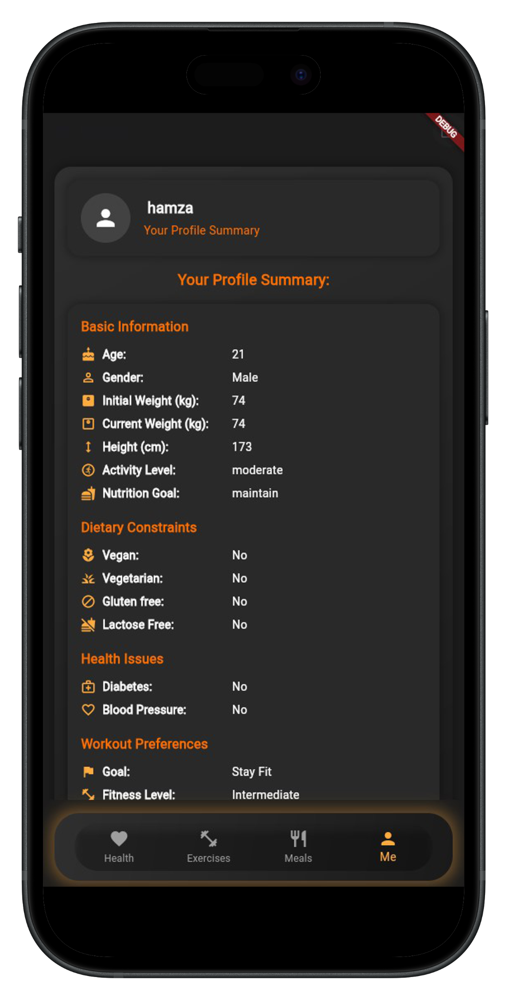 DEBUG
hamza
Your Profile Summary
Your Profile Summary:
Basic Information
Age: 21
Gender: Male
Initial Weight (kg): 74
Current Weight (kg): 74
Height (cm): 173
Activity Level: moderate
Nutrition Goal: maintain
Dietary Constraints
Vegan: No
Vegetarian: No
Gluten free: No
Lactose Free: No
Health Issues
Diabetes: No
Blood Pressure: No
Workout Preferences
Goal: Stay Fit
Fitness Level: Intermediate
Health Exercises Meals Me